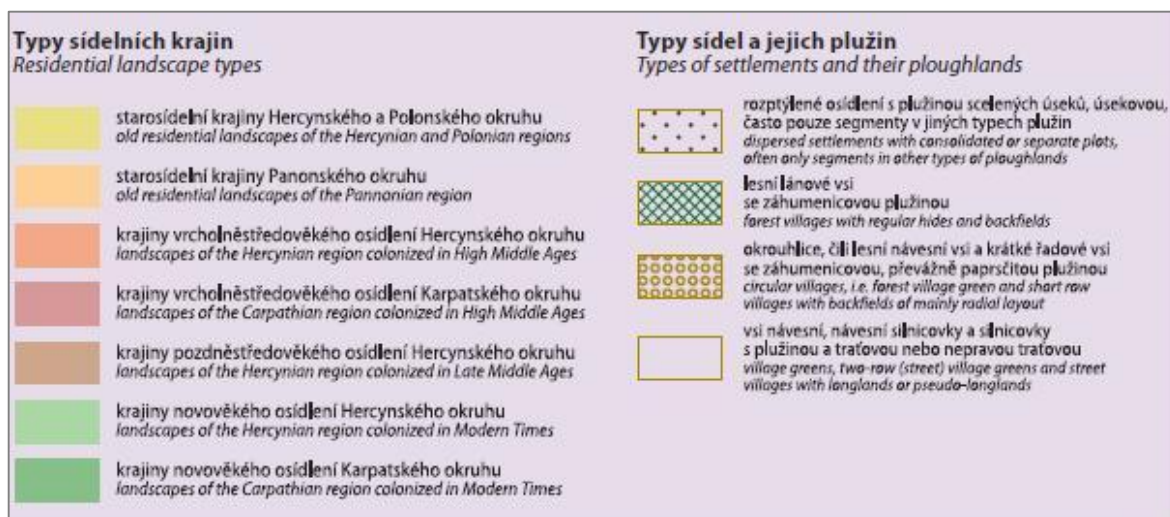 Typy sídelních krajin
Residential landscape types
starosídelní krajiny Hercynského a Polonského okruhu
old residential landscapes of the Hercynian and Polonian regions
starosídelní krajiny Panonského okruhu
old residential landscapes of the Pannonian region
krajiny vrcholněstředověkého osídlení Hercynského okruhu
landscapes of the Hercynian region colonized in High Middle Ages
krajiny vrcholněstředověkého osídlení Karpatského okruhu
landscapes of the Carpathian region colonized in High Middle Ages
krajiny pozdněstředověkého osídlení Hercynského okruhu
landscapes of the Hercynian region colonized in Late Middle Ages
krajiny novověkého osídlení Hercynského okruhu
landscapes of the Hercynian region colonized in Modern Times
krajiny novověkého osídlení Karpatského okruhu
landscapes of the Carpathian region colonized in Modern Times
Typy sídel a jejich plužin
Types of settlements and their ploughlands
rozptýlené osídlení s plužinou scelených úseků, úsekovou,
často pouze segmenty v jiných typech plužin
dispersed settlements with consolidated or separate plots,
often only segments in other types of ploughlands
lesní lánové vsi
se záhumenicovou plužinou
forest villages with regular hides and backfields
okrouhlice, čili lesní návesní vsi a krátké řadové vsi
se záhumenicovou, převážně paprsčitou plužinou
circular villages, i.e. forest village green and short row
villages with backfields of mainly radial layout
vsi návesní, návesní silnicovky a silnicovky
s plužinou a traťovou nebo nepravou traťovou
village greens, two-row (street) village greens and street
villages with longlands or pseudo-longlands